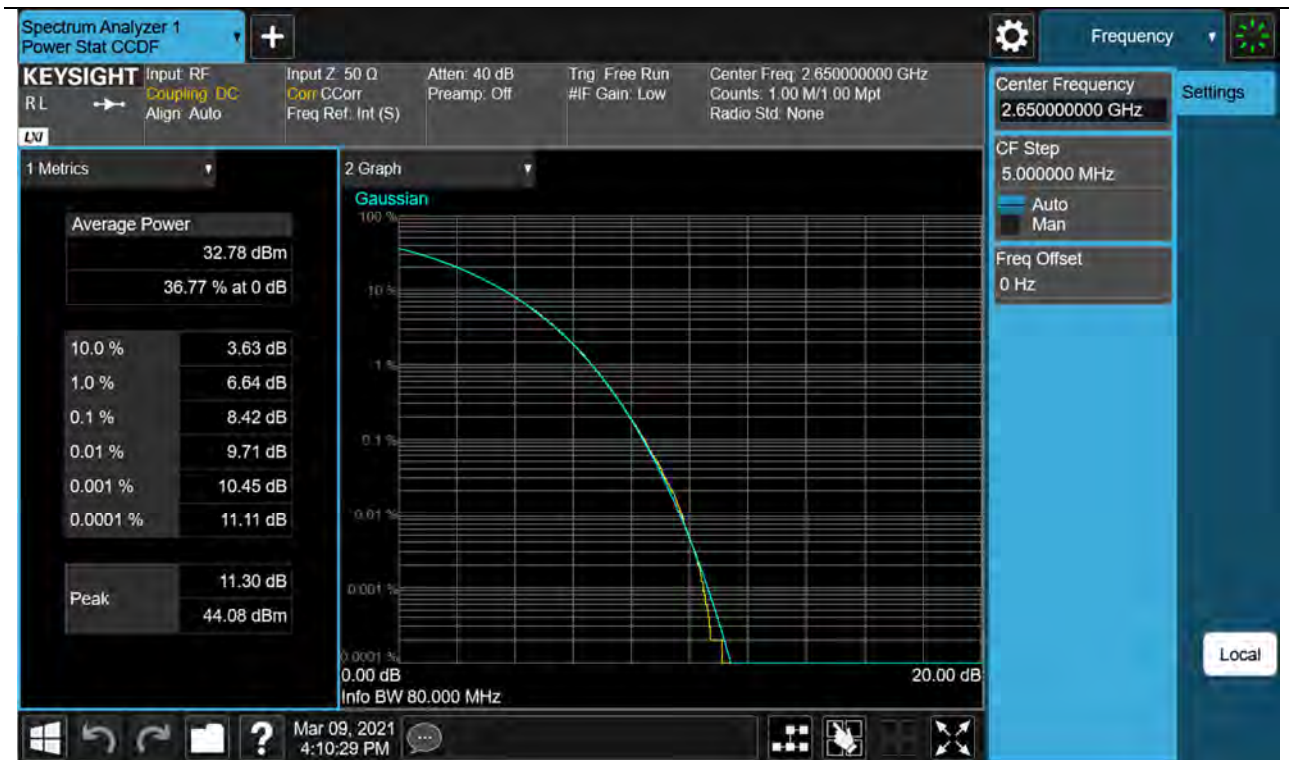 Spectrum Analyzer 1
Power Stat CCDF
Frequency
KEYSIGHT
RL
LXI
Input: RF
Coupling: DC
Align: Auto
Input Z: 50 Ω
Corr CCorr
Freq Ref: Int (S)
Atten: 40 dB
Preamp: Off
Trig: Free Run
#IF Gain: Low
Center Freq: 2.650000000 GHz
Counts: 1.00 M/1.00 Mpt
Radio Std: None
Center Frequency
2.650000000 GHz
Settings
CF Step
5.000000 MHz
Auto
Man
Freq Offset
0 Hz
Local
1 Metrics
Average Power
32.78 dBm
36.77 % at 0 dB
10.0 % 3.63 dB
1.0 % 6.64 dB
0.1 % 8.42 dB
0.01 % 9.71 dB
0.001 % 10.45 dB
0.0001 % 11.11 dB
Peak
11.30 dB
44.08 dBm
2 Graph
Gaussian
100 %
10 %
1 %
0.1 %
0.01 %
0.001 %
0.0001 %
0.00 dB 20.00 dB
Info BW 80.000 MHz
?
Mar 09, 2021
4:10:29 PM